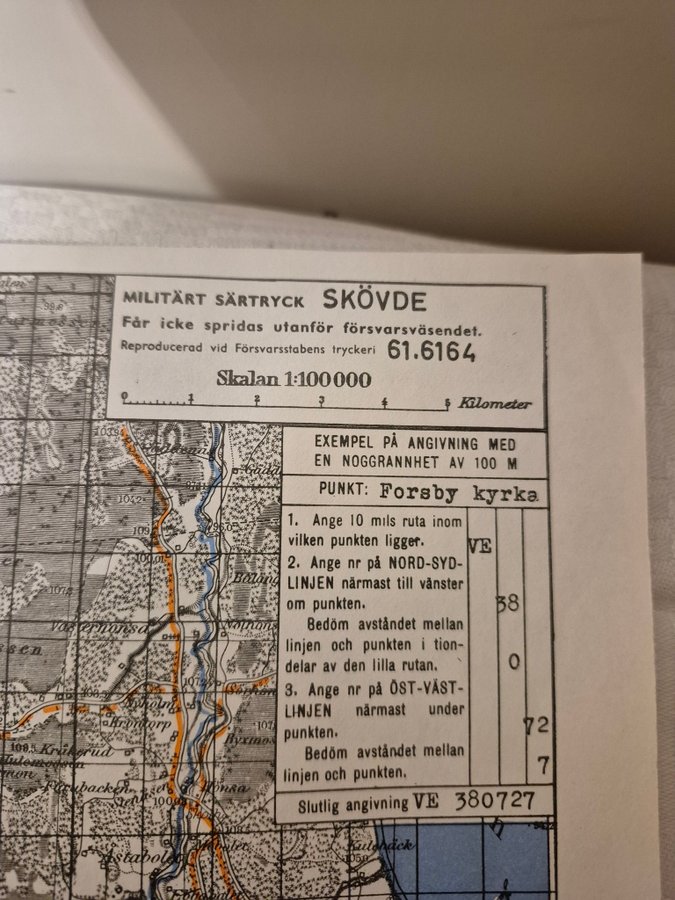 MILITÄRT SÄRTRYCK SKÖVDE
Får icke spridas utanför försvarsväsendet.
Reproducerad vid Försvarsstabens tryckeri 61.6164
Skalan 1:100000
0 1 2 3 4 5 Kilometer
EXEMPEL PÅ ANGIVNING MED
EN NOGGRANNHET AV 100 M
PUNKT: Forsby kyrka
1. Ange 10 mils ruta inom
vilken punkten ligger. VE
2. Ange nr på NORD-SYD-
LINJEN närmast till vänster
om punkten. 38
Bedöm avståndet mellan
linjen och punkten i tion-
delar av den lilla rutan. 0
3. Ange nr på ÖST-VÄST-
LINJEN närmast under
punkten. 72
Bedöm avståndet mellan
linjen och punkten. 7
Slutlig angivning VE 380727
Kråkerud
Hönsa
Kulebäck